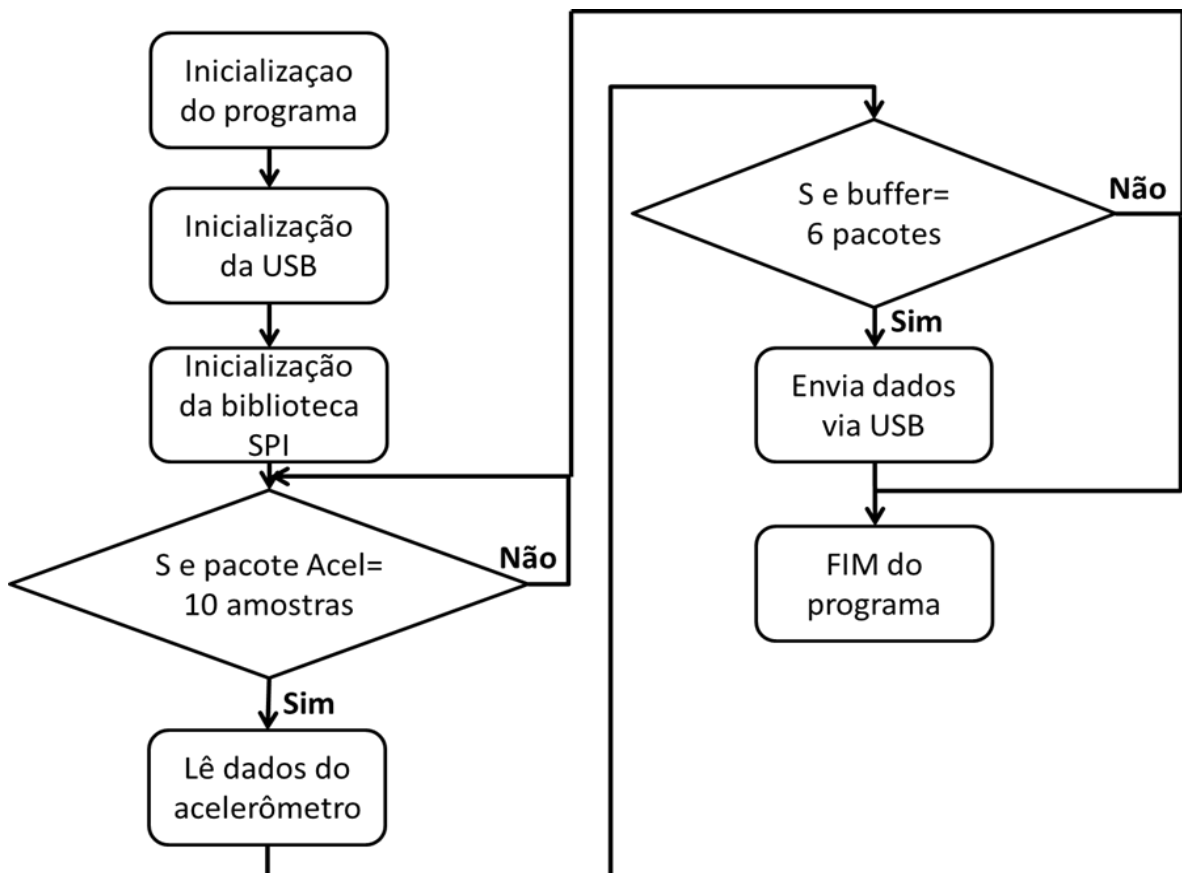 Inicializaçao
do programa
Inicialização
da USB
Inicialização
da biblioteca
SPI
S e pacote Acel=
10 amostras
Não
Sim
Lê dados do
acelerômetro
S e buffer=
6 pacotes
Não
Sim
Envia dados
via USB
FIM do
programa